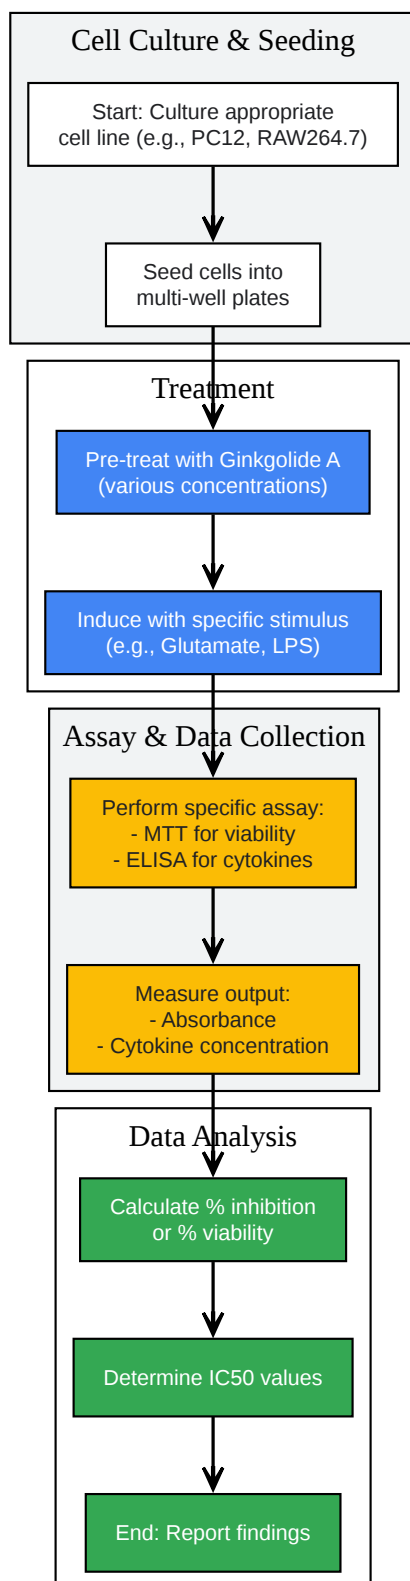 Cell Culture & Seeding
Start: Culture appropriate
cell line (e.g., PC12, RAW264.7)
Seed cells into
multi-well plates
Treatment
Pre-treat with Ginkgolide A
(various concentrations)
Induce with specific stimulus
(e.g., Glutamate, LPS)
Assay & Data Collection
Perform specific assay:
- MTT for viability
- ELISA for cytokines
Measure output:
- Absorbance
- Cytokine concentration
Data Analysis
Calculate % inhibition
or % viability
Determine IC50 values
End: Report findings